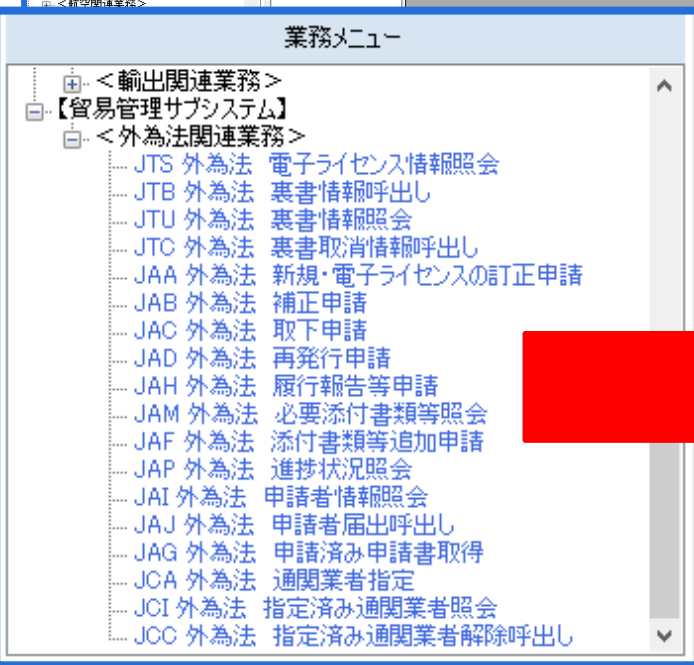 <航空関連業務>
業務メニュー
<輸出関連業務>
【貿易管理サブシステム】
<外為法関連業務>
JTS 外為法 電子ライセンス情報照会
JTB 外為法 裏書情報呼出し
JTU 外為法 裏書情報照会
JTC 外為法 裏書取消情報呼出し
JAA 外為法 新規・電子ライセンスの訂正申請
JAB 外為法 補正申請
JAC 外為法 取下申請
JAD 外為法 再発行申請
JAH 外為法 履行報告等申請
JAM 外為法 必要添付書類等照会
JAF 外為法 添付書類等追加申請
JAP 外為法 進捗状況照会
JAI 外為法 申請者情報照会
JAJ 外為法 申請者届出呼出し
JAG 外為法 申請済み申請書取得
JCA 外為法 通関業者指定
JCI 外為法 指定済み通関業者照会
JCC 外為法 指定済み通関業者解除呼出し